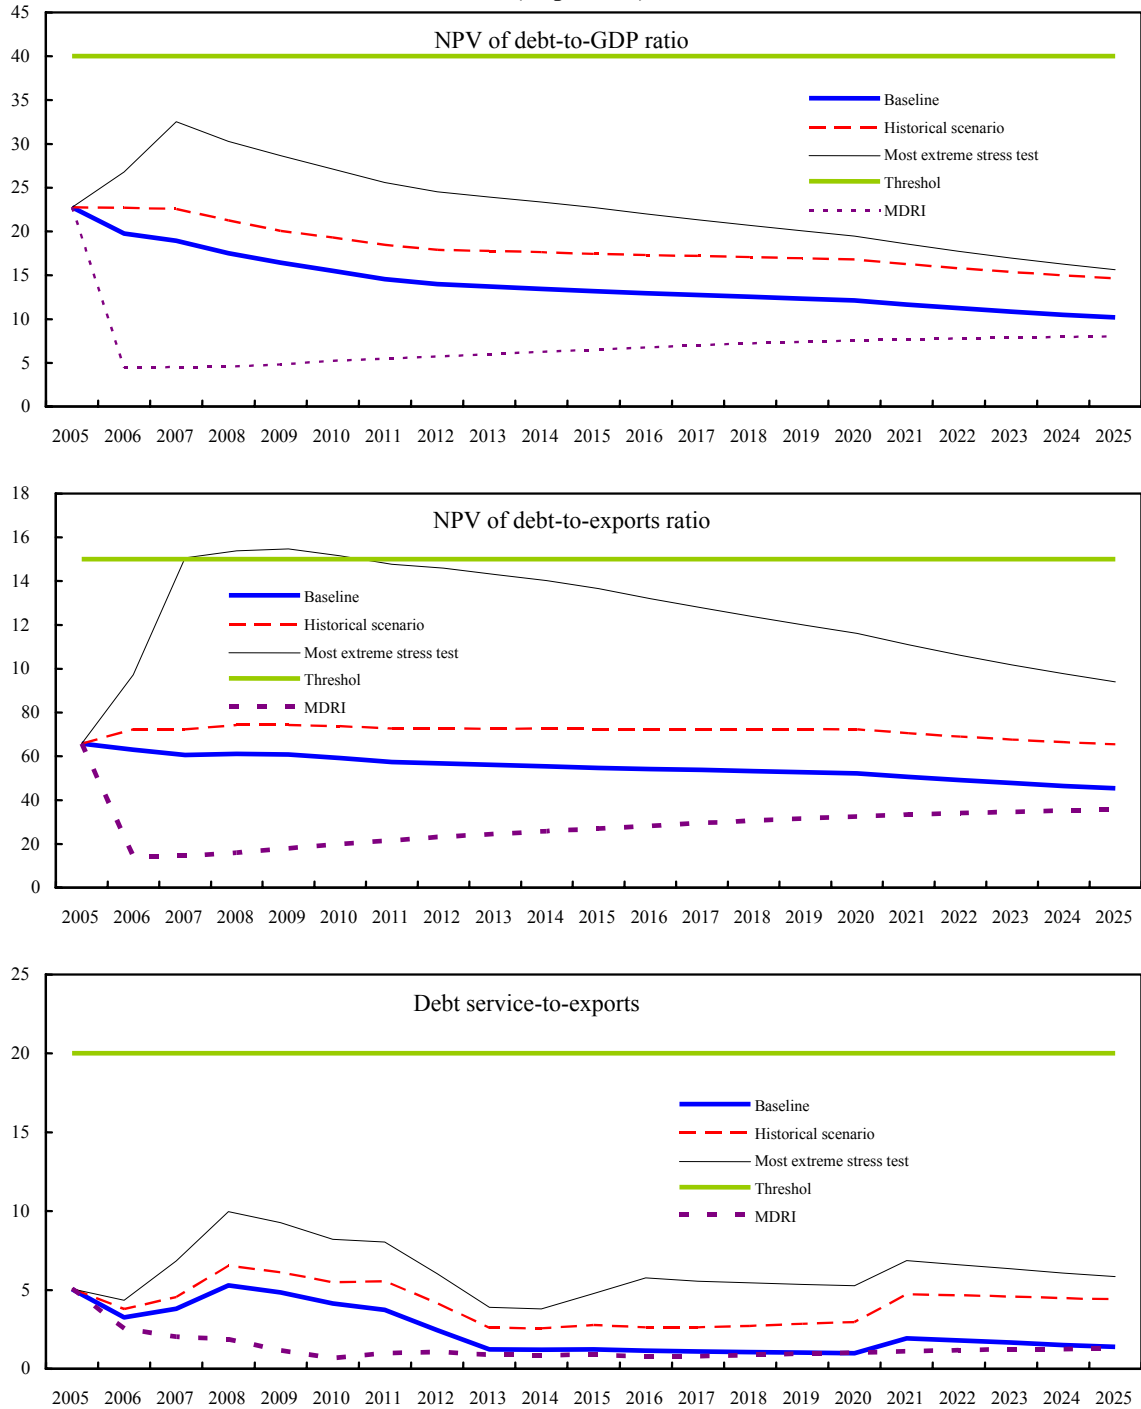 45
NPV of debt-to-GDP ratio
40
35
Baseline
30
Historical scenario
Most extreme stress test
25
Threshol
20
MDRI
15
10
5
0
2005 2006 2007 2008 2009 2010 2011 2012 2013 2014 2015 2016 2017 2018 2019 2020 2021 2022 2023 2024 2025
18
NPV of debt-to-exports ratio
16
15
14
Baseline
12
Historical scenario
Most extreme stress test
10
Threshol
80
MDRI
60
40
20
0
2005 2006 2007 2008 2009 2010 2011 2012 2013 2014 2015 2016 2017 2018 2019 2020 2021 2022 2023 2024 2025
25
Debt service-to-exports
20
Baseline
15
Historical scenario
Most extreme stress test
Threshol
10
MDRI
5
0
2005 2006 2007 2008 2009 2010 2011 2012 2013 2014 2015 2016 2017 2018 2019 2020 2021 2022 2023 2024 2025